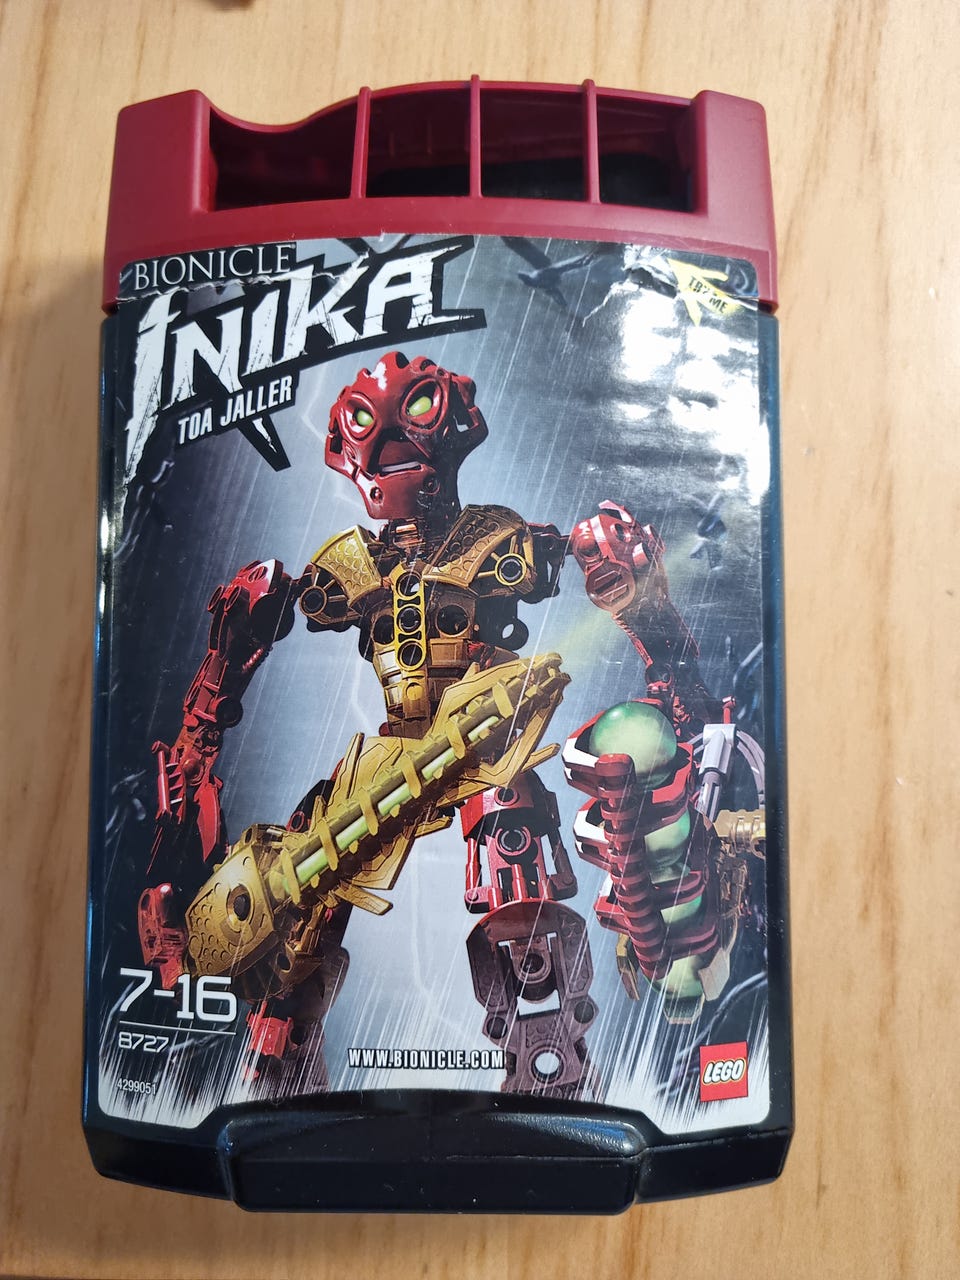 BIONICLE
INIKA
TOA JALLER
TRY ME
7-16
8727
4299051
WWW.BIONICLE.COM
LEGO